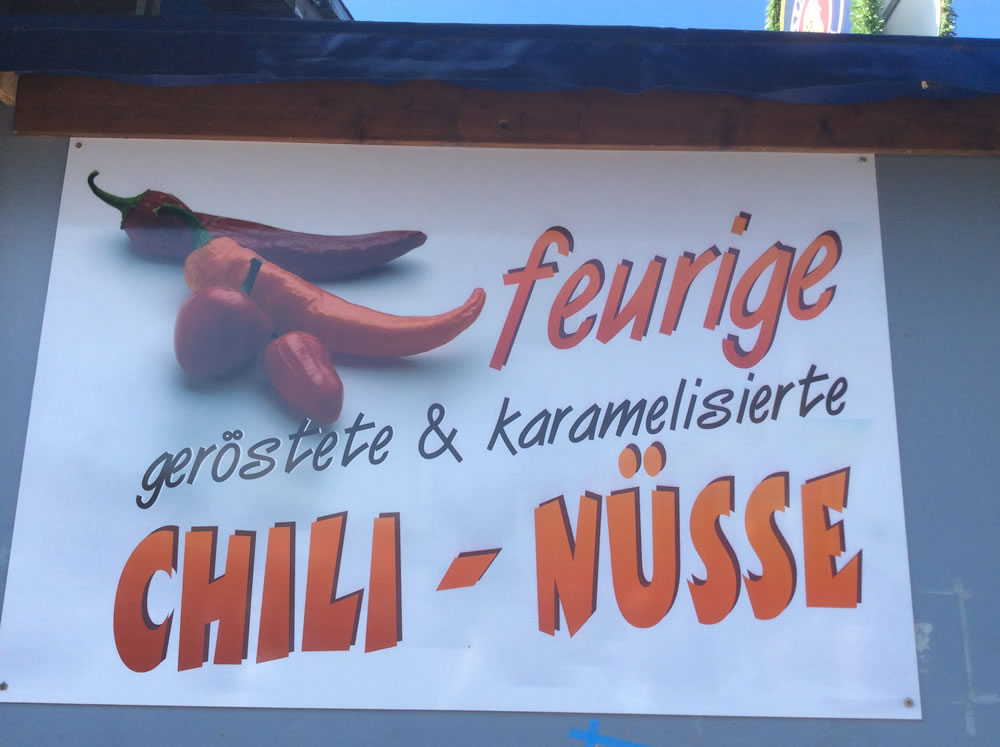 feurige
geröstete & karamelisierte
CHILI - NÜSSE